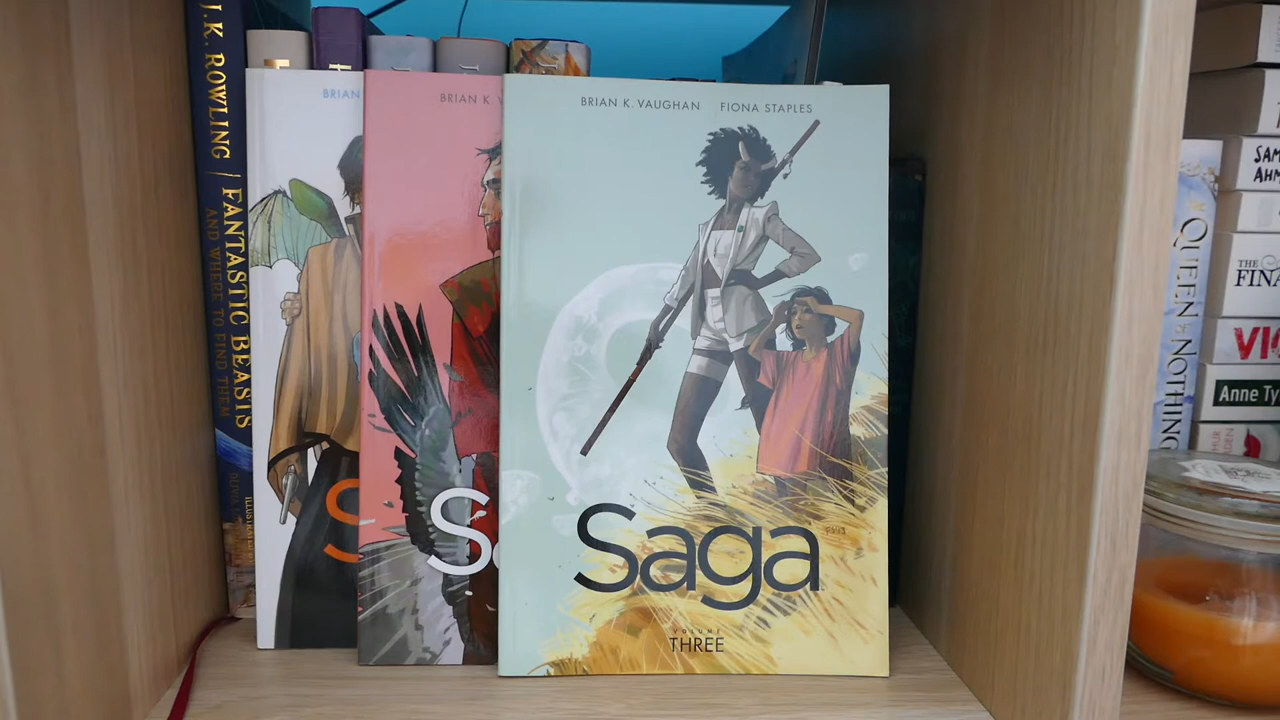 J.K. ROWLING / FANTASTIC BEASTS
AND WHERE TO FIND THEM
BRIAN
S
BRIAN K. V
Sa
BRIAN K. VAUGHAN FIONA STAPLES
Saga
VOLUME
THREE
QUEEN OF NOTHING
SAM
AHM
THE
FINA
VI
Anne Ty